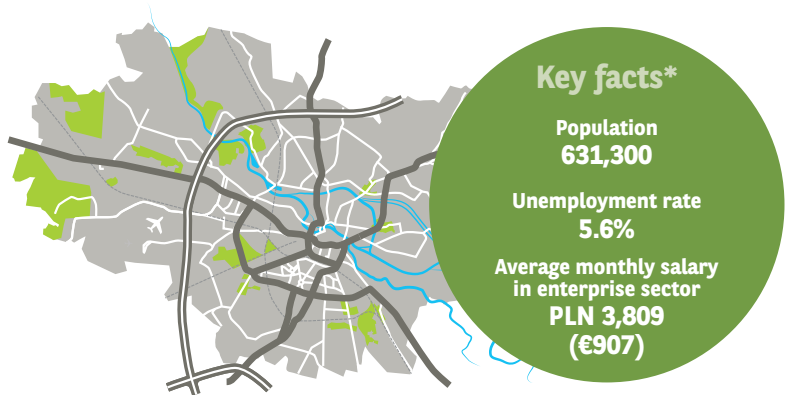 Key facts*
Population
631,300
Unemployment rate
5.6%
Average monthly salary
in enterprise sector
PLN 3,809
(€907)